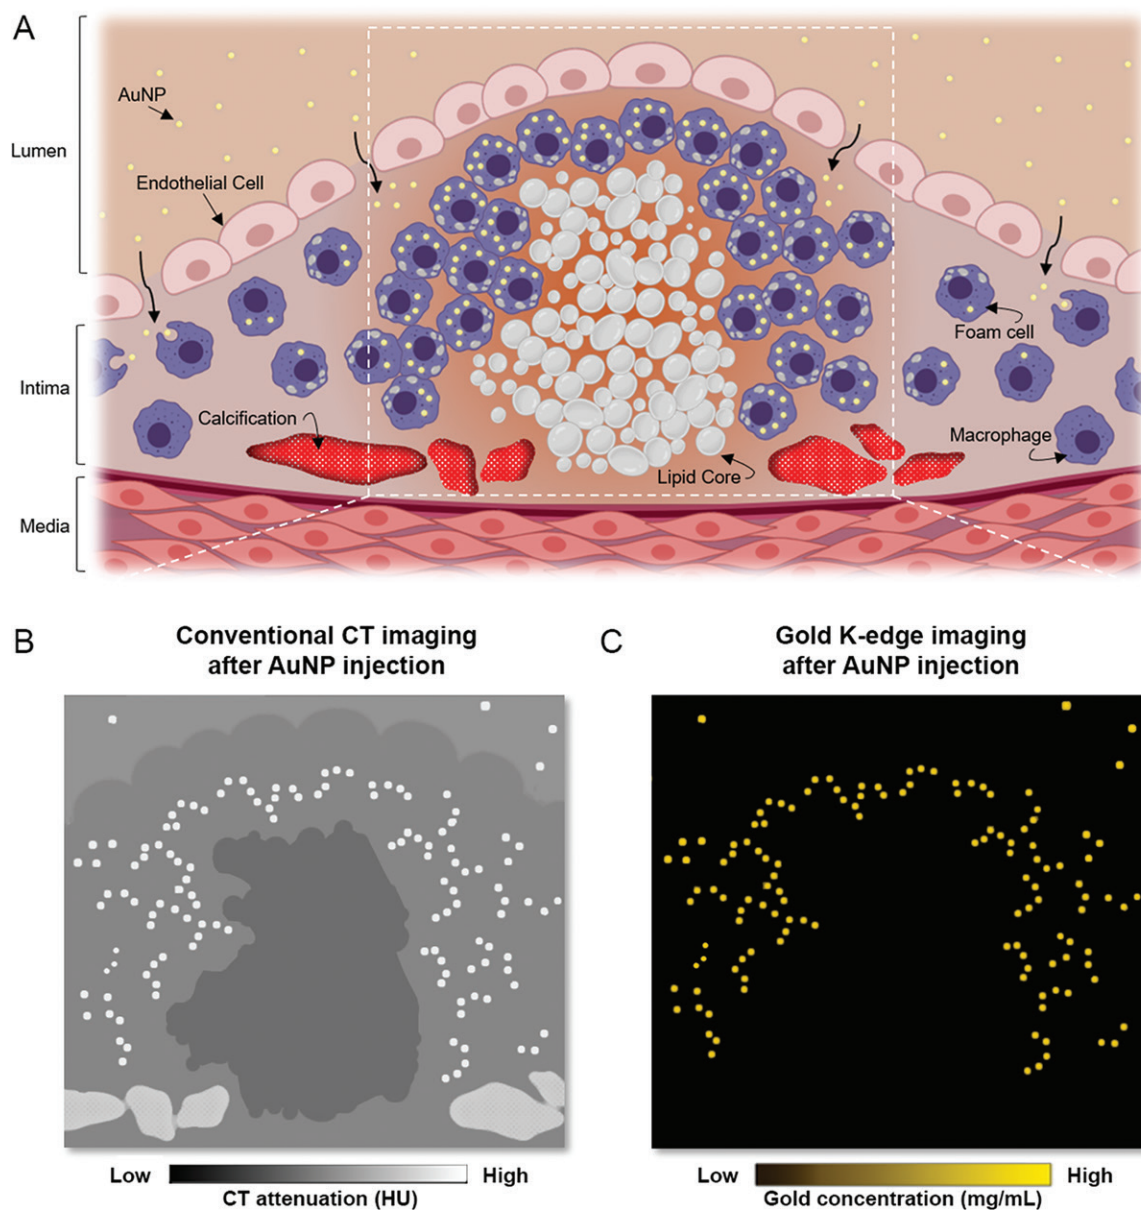 A
AuNP
Lumen
Endothelial Cell
Foam cell
Intima
Calcification
Macrophage
Lipid Core
Media
B
Conventional CT imaging
after AuNP injection
C
Gold K-edge imaging
after AuNP injection
Low
High
CT attenuation (HU)
Low
High
Gold concentration (mg/mL)